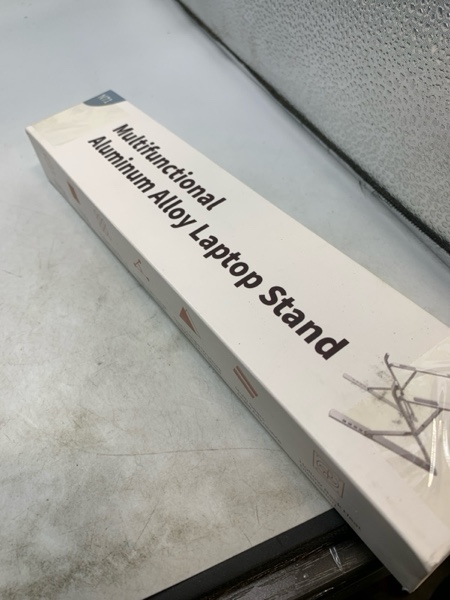 Multifunctional
Aluminum Alloy Laptop Stand